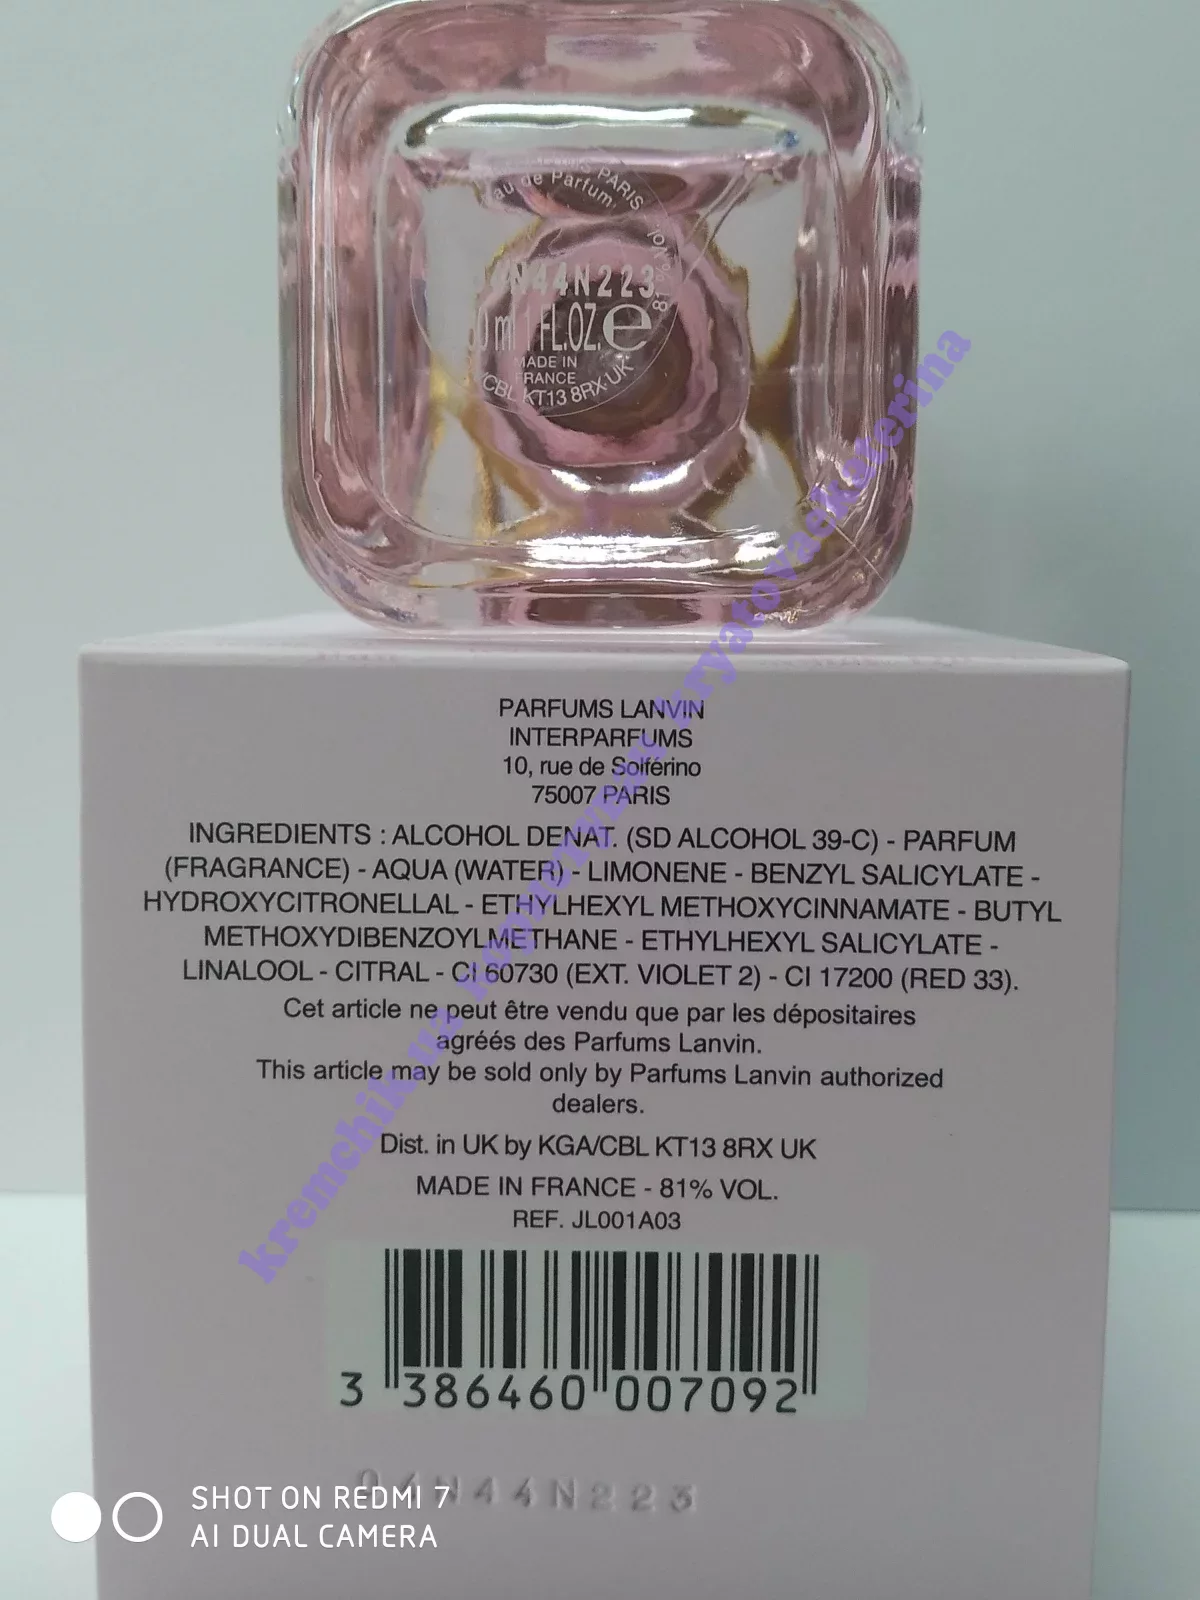 PARIS
au de Parfum
81% Vol
4N44N223
0 ml 1 FL.OZ. e
MADE IN
FRANCE
/CBL KT13 8RX UK
PARFUMS LANVIN
INTERPARFUMS
10, rue de Solférino
75007 PARIS
INGREDIENTS : ALCOHOL DENAT. (SD ALCOHOL 39-C) - PARFUM
(FRAGRANCE) - AQUA (WATER) - LIMONENE - BENZYL SALICYLATE -
HYDROXYCITRONELLAL - ETHYLHEXYL METHOXYCINNAMATE - BUTYL
METHOXYDIBENZOYLMETHANE - ETHYLHEXYL SALICYLATE -
LINALOOL - CITRAL - CI 60730 (EXT. VIOLET 2) - CI 17200 (RED 33).
Cet article ne peut être vendu que par les dépositaires
agréés des Parfums Lanvin.
This article may be sold only by Parfums Lanvin authorized
dealers.
Dist. in UK by KGA/CBL KT13 8RX UK
MADE IN FRANCE - 81% VOL.
REF. JL001A03
3 386460 007092
04N44N223
SHOT ON REDMI 7
AI DUAL CAMERA
kremchik.ua